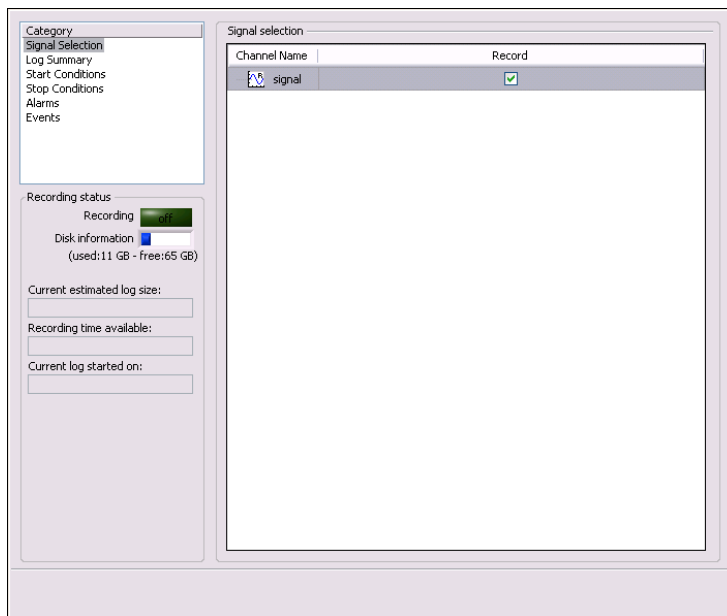 Category
Signal Selection
Log Summary
Start Conditions
Stop Conditions
Alarms
Events
Recording status
Recording off
Disk information
(used:11 GB - free:65 GB)
Current estimated log size:
Recording time available:
Current log started on:
Signal selection
Channel Name Record
signal